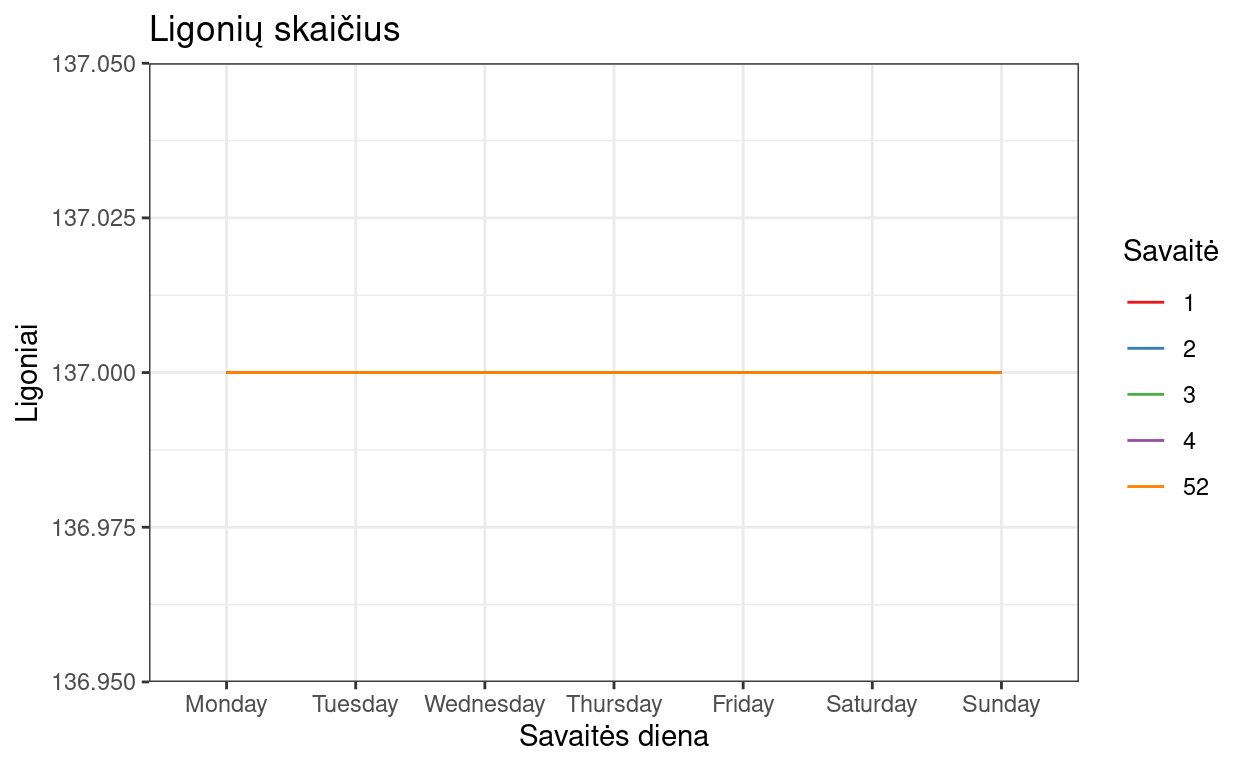 Ligonių skaičius
137.050
137.025
137.000
136.975
136.950
Ligoniai
Monday Tuesday Wednesday Thursday Friday Saturday Sunday
Savaitės diena
Savaitė
1
2
3
4
52